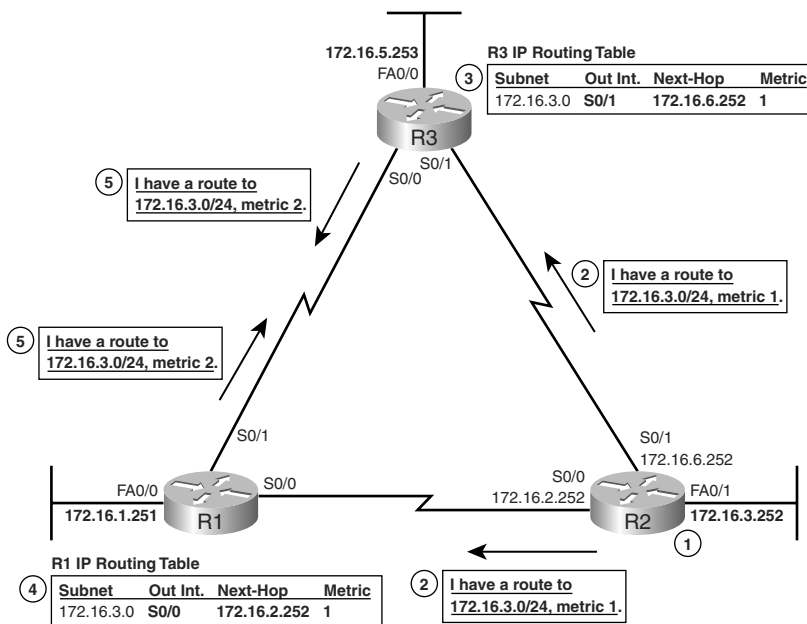 172.16.5.253
FA0/0
R3 IP Routing Table
3
Subnet Out Int. Next-Hop Metric
172.16.3.0 S0/1 172.16.6.252 1
R3
S0/1
S0/0
5
I have a route to
172.16.3.0/24, metric 2.
2
I have a route to
172.16.3.0/24, metric 1.
5
I have a route to
172.16.3.0/24, metric 2.
S0/1
S0/1
172.16.6.252
FA0/0
172.16.1.251
R1
S0/0
S0/0
172.16.2.252
R2
FA0/1
172.16.3.252
1
R1 IP Routing Table
4
Subnet Out Int. Next-Hop Metric
172.16.3.0 S0/0 172.16.2.252 1
2
I have a route to
172.16.3.0/24, metric 1.